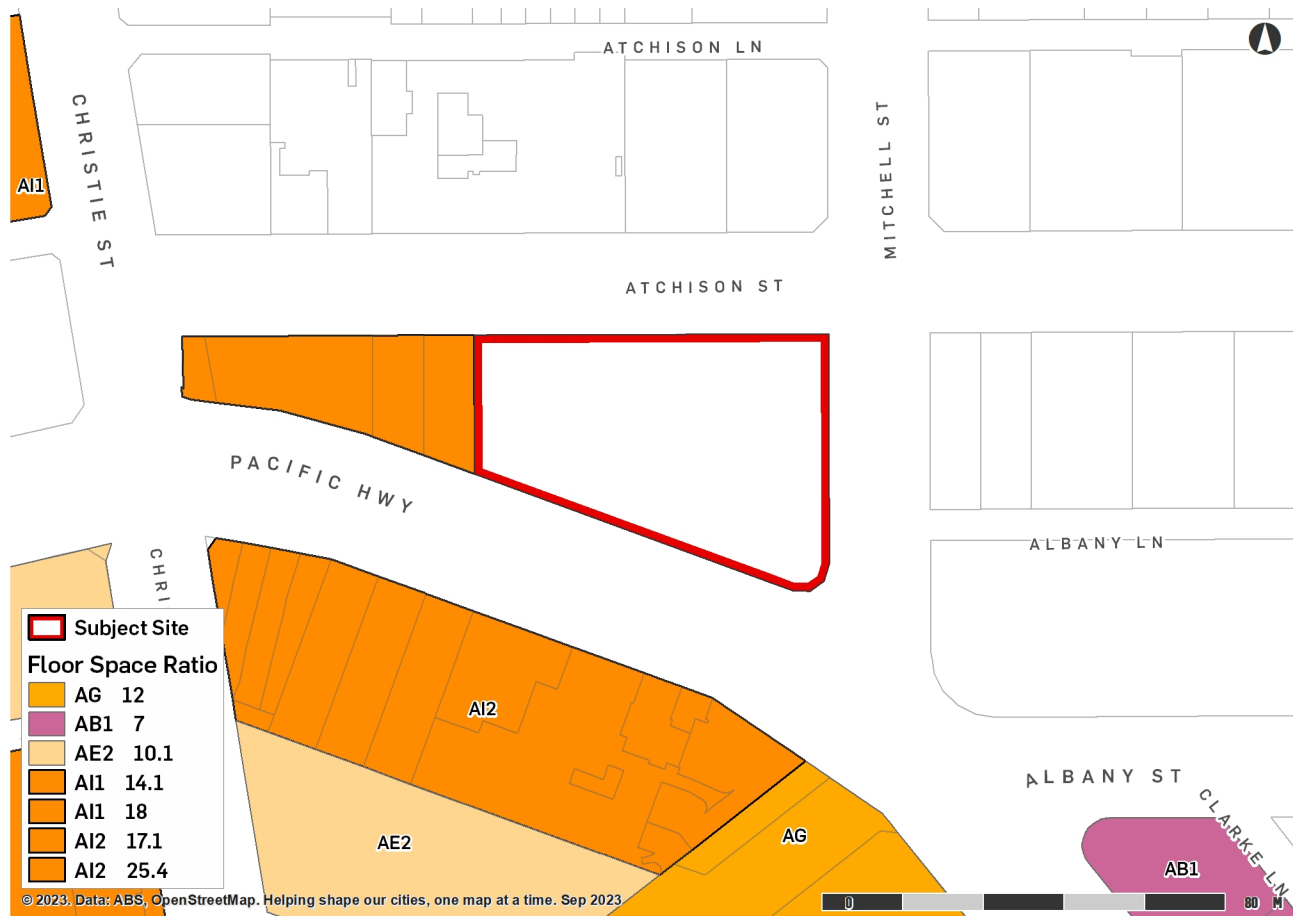 ATCHISON LN
CHRISTIE ST
MITCHELL ST
AI1
ATCHISON ST
PACIFIC HWY
ALBANY LN
CHRI
Subject Site
Floor Space Ratio
AG 12
AB1 7
AE2 10.1
AI1 14.1
AI1 18
AI2 17.1
AI2 25.4
AI2
AE2
AG
ALBANY ST
CLARKE LN
AB1
© 2023. Data: ABS, OpenStreetMap. Helping shape our cities, one map at a time. Sep 2023
0 80 M